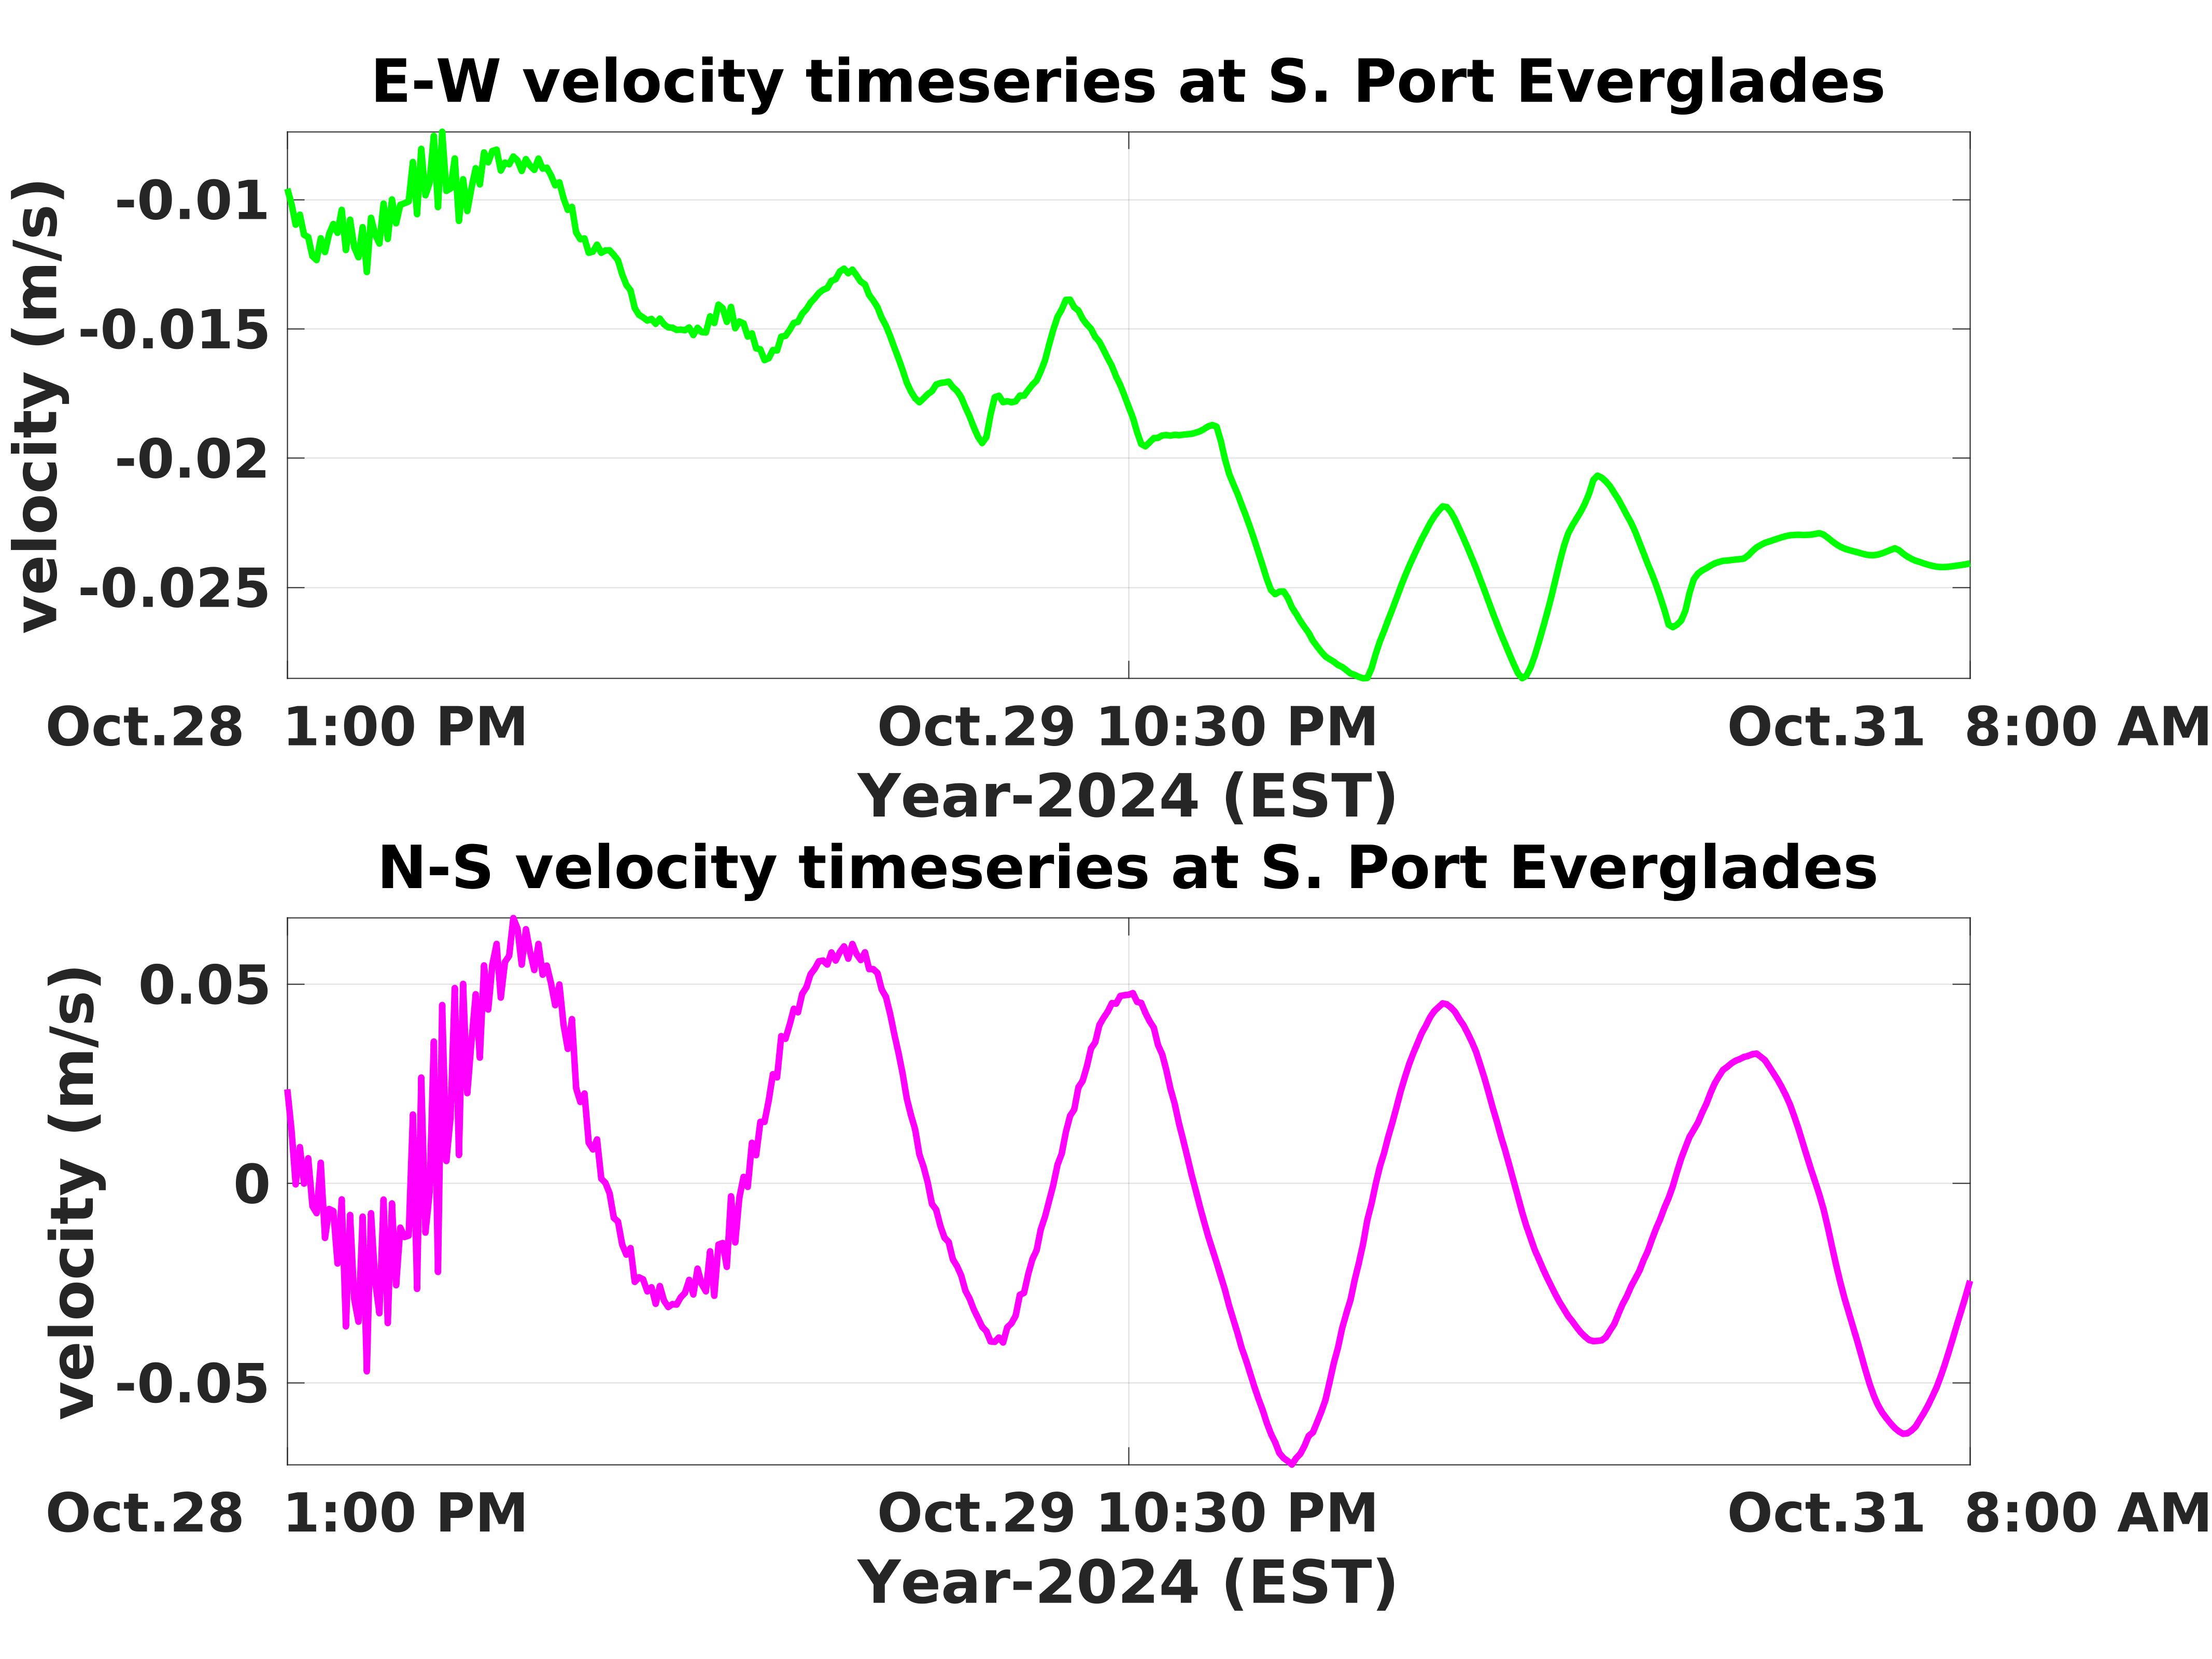 E-W velocity timeseries at S. Port Everglades
velocity (m/s)
-0.01
-0.015
-0.02
-0.025
Oct.28  1:00 PM
Oct.29 10:30 PM
Oct.31  8:00 AM
Year-2024 (EST)
N-S velocity timeseries at S. Port Everglades
velocity (m/s)
0.05
0
-0.05
Oct.28  1:00 PM
Oct.29 10:30 PM
Oct.31  8:00 AM
Year-2024 (EST)